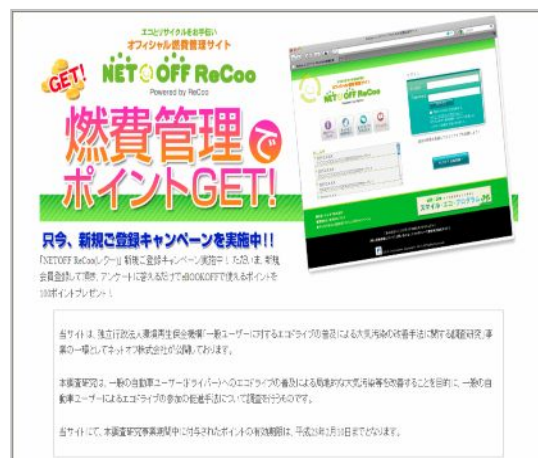 エコとリサイクルをお手伝い
オフィシャル燃費管理サイト
GET!
NETOFF ReCoo
Powered by ReCoo
燃費管理で
ポイントGET!
只今、新規ご登録キャンペーンを実施中!!
「NETOFF ReCoo(レクー)」新規ご登録キャンペーン実施中! ただいま、新規
会員登録して頂き、アンケートに答えるだけでeBOOKOFFで使えるポイントを
100ポイントプレゼント!
スマイル・エコ・プログラム
当サイトは、独立行政法人環境再生保全機構「一般ユーザーに対するエコドライブの普及による大気汚染の改善手法に関する調査研究」事
業の一環としてネットオフ株式会社が公開しております。
本調査研究は、一般の自動車ユーザー(ドライバー)へのエコドライブの普及による局地的な大気汚染等を改善することを目的に、一般の自
動車ユーザーによるエコドライブの参加の促進手法について調査を行うものです。
当サイトにて、本調査研究事業期間中に付与されたポイントの有効期限は、平成23年1月10日までとなります。